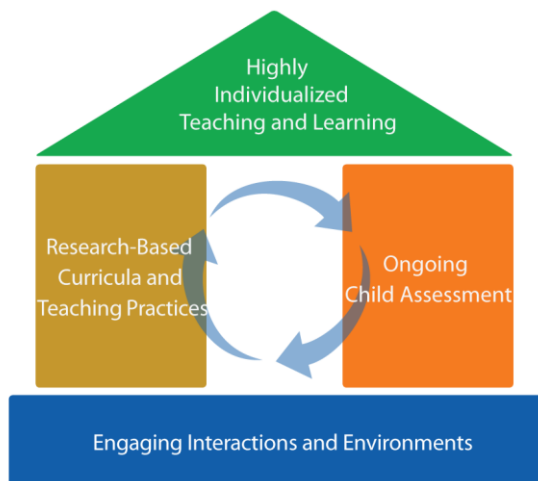 Highly
Individualized
Teaching and Learning
Research-Based
Curricula and
Teaching Practices
Ongoing
Child Assessment
Engaging Interactions and Environments